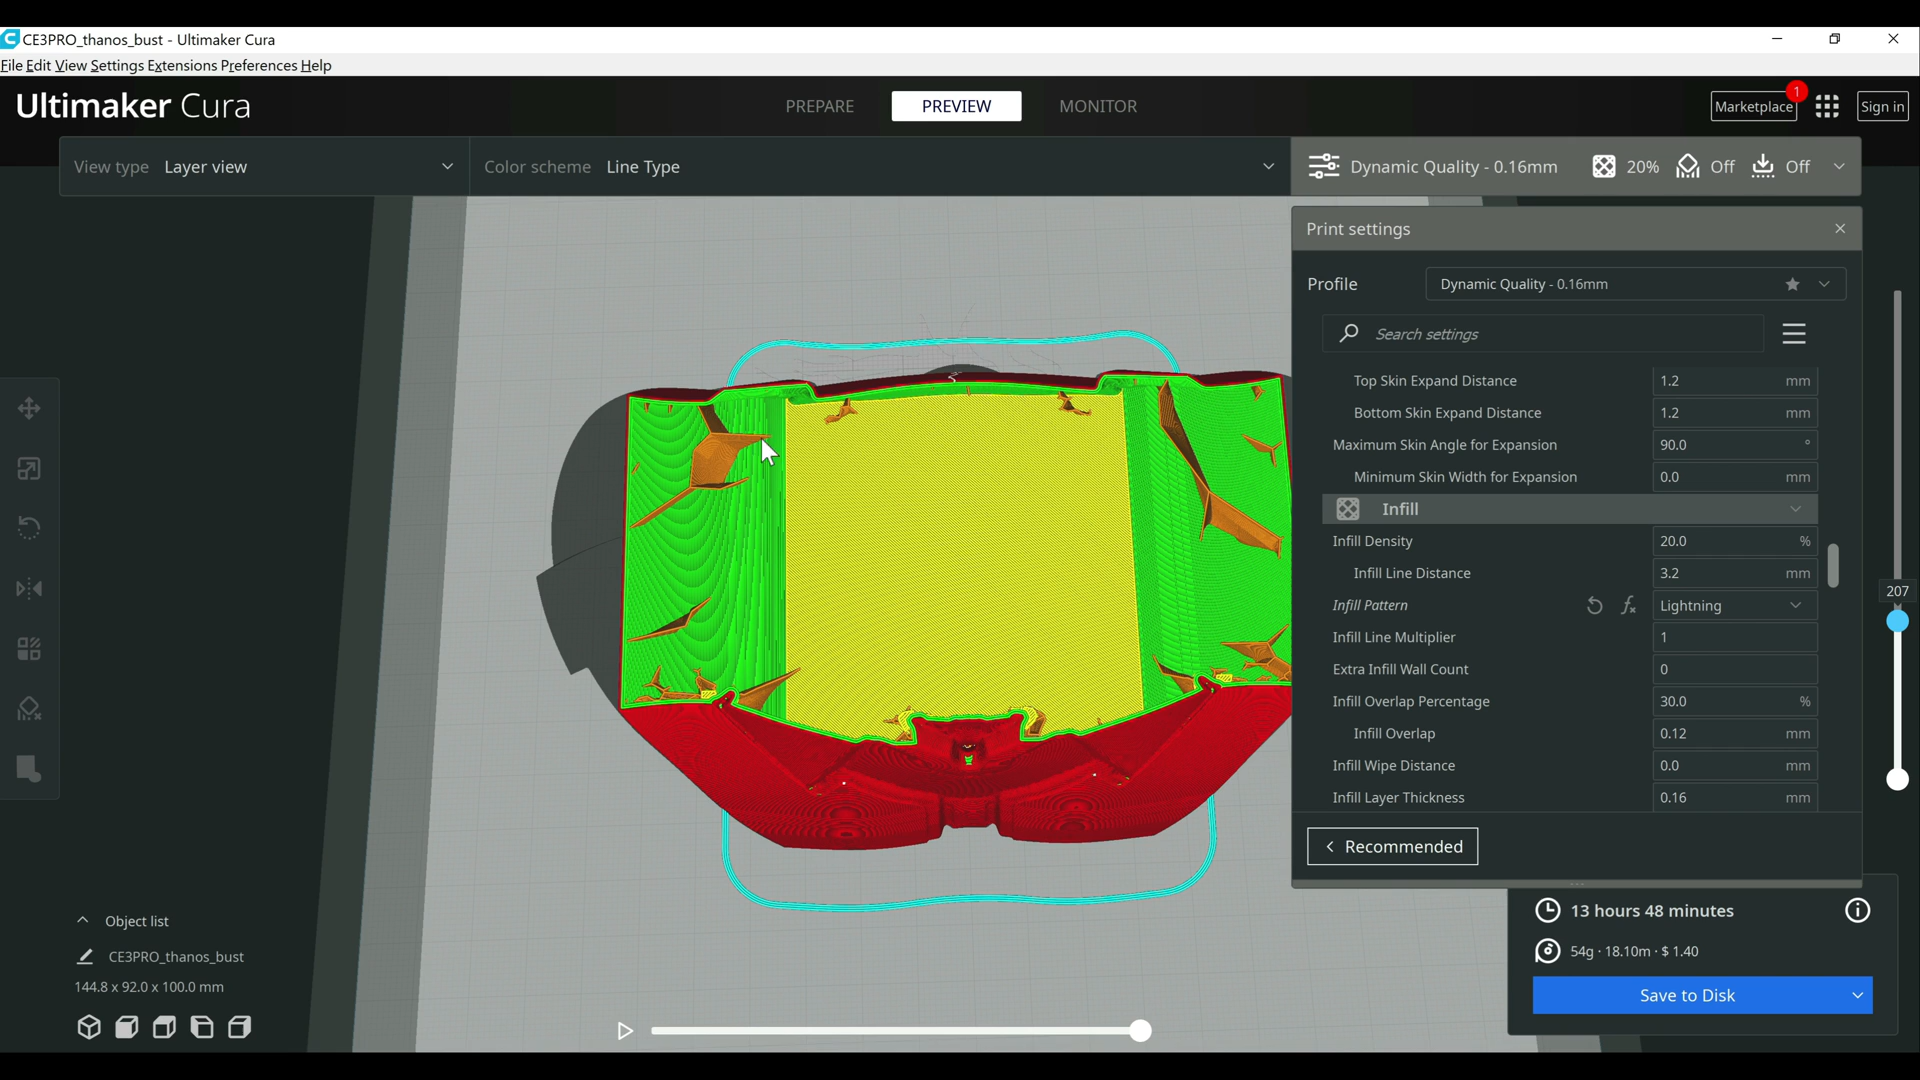 CE3PRO_thanos_bust - Ultimaker Cura
File Edit View Settings Extensions Preferences Help
Ultimaker Cura
PREPARE
PREVIEW
MONITOR
Marketplace
1
Sign in
View type Layer view
Color scheme Line Type
Dynamic Quality - 0.16mm
20%
Off
Off
Print settings
Profile
Dynamic Quality - 0.16mm
Search settings
Top Skin Expand Distance 1.2 mm
Bottom Skin Expand Distance 1.2 mm
Maximum Skin Angle for Expansion 90.0 °
Minimum Skin Width for Expansion 0.0 mm
Infill
Infill Density 20.0 %
Infill Line Distance 3.2 mm
Infill Pattern Lightning
Infill Line Multiplier 1
Extra Infill Wall Count 0
Infill Overlap Percentage 30.0 %
Infill Overlap 0.12 mm
Infill Wipe Distance 0.0 mm
Infill Layer Thickness 0.16 mm
Recommended
207
Object list
CE3PRO_thanos_bust
144.8 x 92.0 x 100.0 mm
13 hours 48 minutes
54g · 18.10m · $ 1.40
Save to Disk